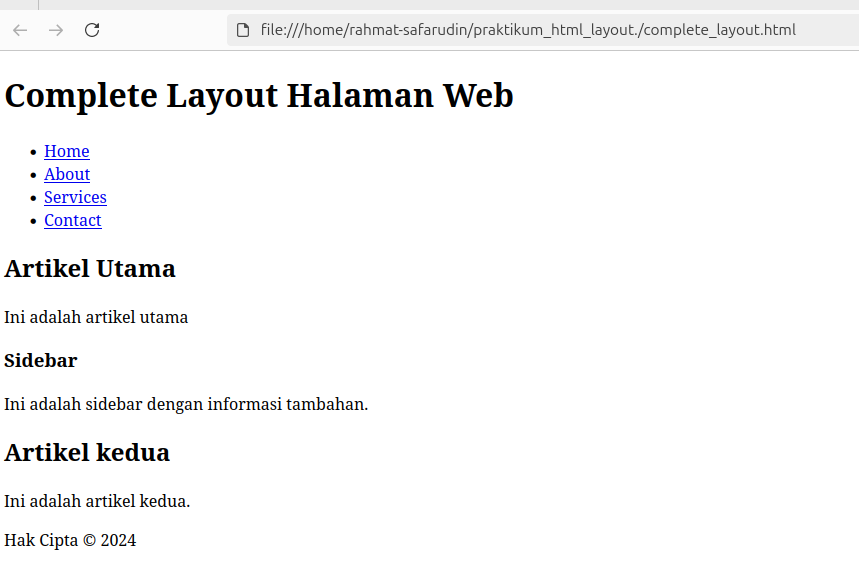 file:///home/rahmat-safarudin/praktikum_html_layout./complete_layout.html
Complete Layout Halaman Web
Home
About
Services
Contact
Artikel Utama
Ini adalah artikel utama
Sidebar
Ini adalah sidebar dengan informasi tambahan.
Artikel kedua
Ini adalah artikel kedua.
Hak Cipta © 2024